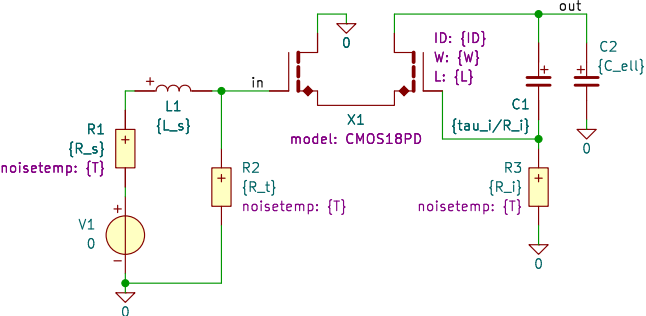 out
0
ID: {ID}
W: {W}
L: {L}
C2
{C_ell}
in
L1
{L_s}
X1
model: CMOS18PD
C1
{tau_i/R_i}
0
R1
{R_s}
noisetemp: {T}
R2
{R_t}
noisetemp: {T}
R3
{R_i}
noisetemp: {T}
V1
0
0
0